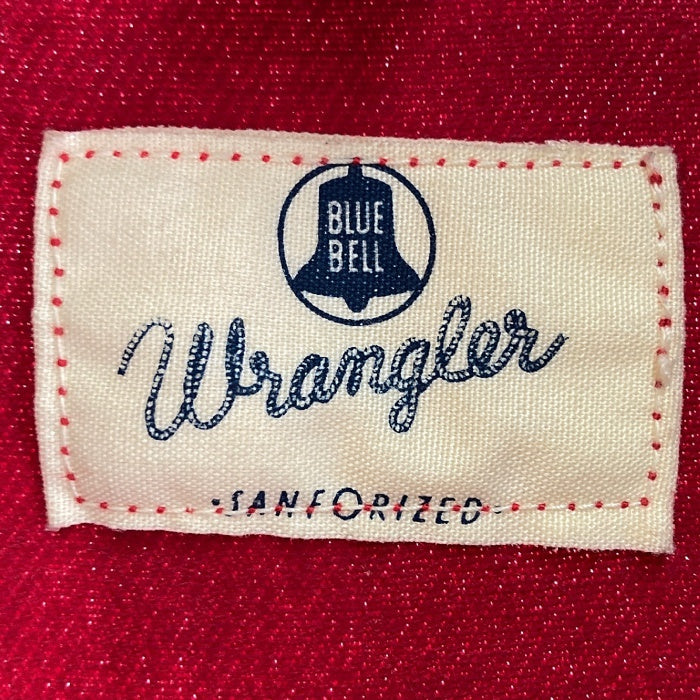 BLUE
BELL
Wrangler
·SANFORIZED·